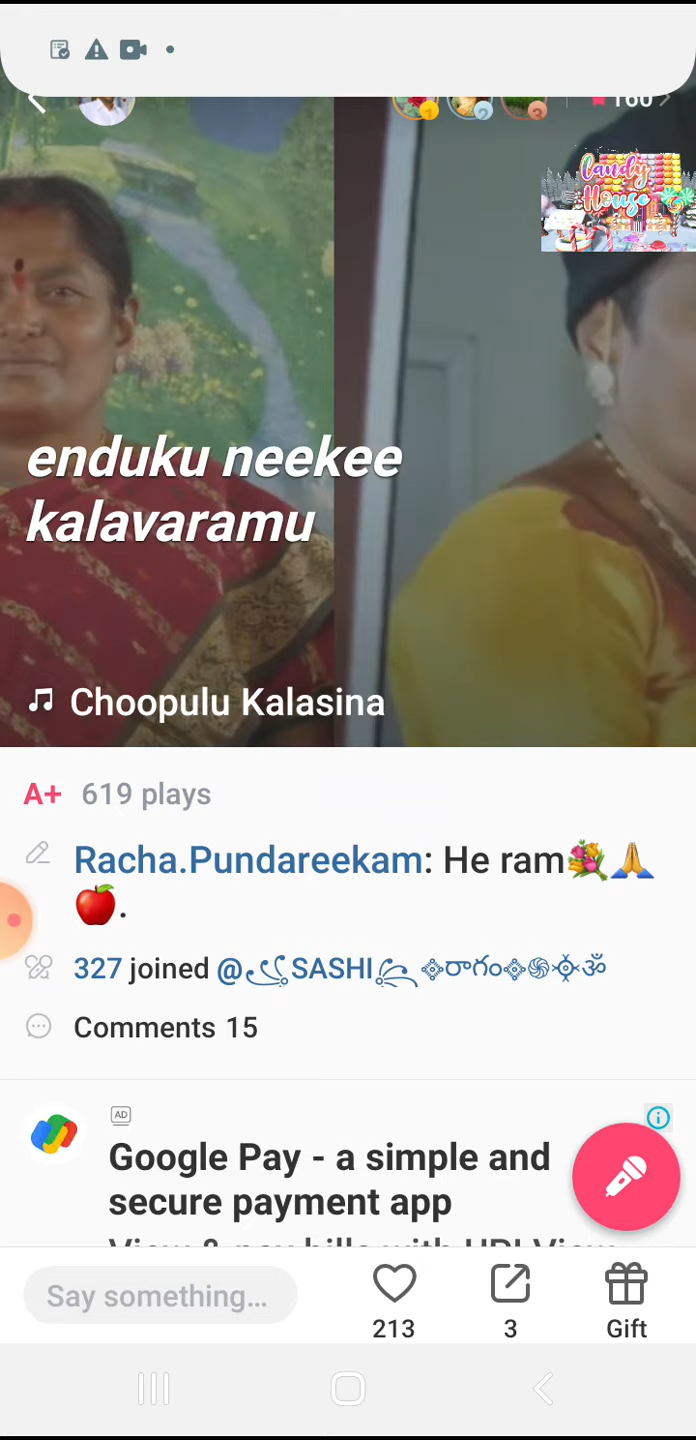 160
Candy
House
enduku neekee
kalavaramu
Choopulu Kalasina
A+ 619 plays
Racha.Pundareekam: He ram💐🙏
🍎.
327 joined @ SASHI రాగం ॐ
Comments 15
AD
Google Pay - a simple and
secure payment app
Say something...
213
3
Gift